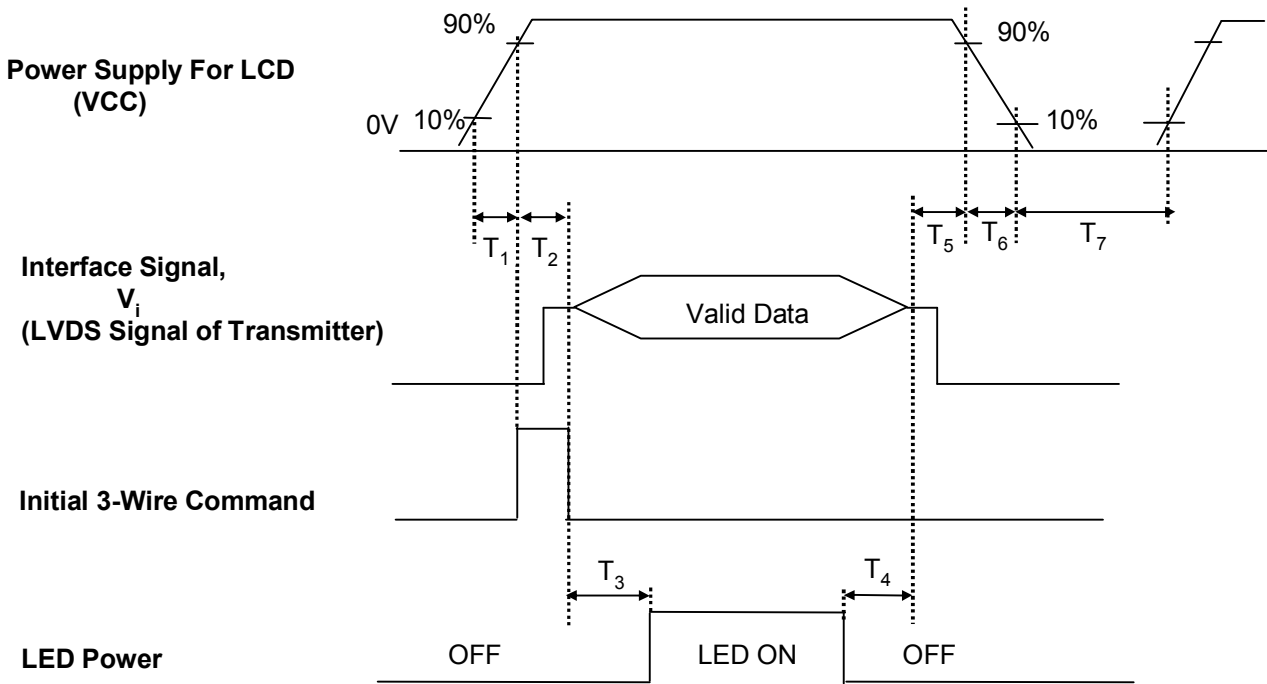 90%
90%
Power Supply For LCD
(VCC)
0V
10%
10%
T1
T2
T5
T6
T7
Interface Signal,
Vi
(LVDS Signal of Transmitter)
Valid Data
Initial 3-Wire Command
T3
T4
LED Power
OFF
LED ON
OFF